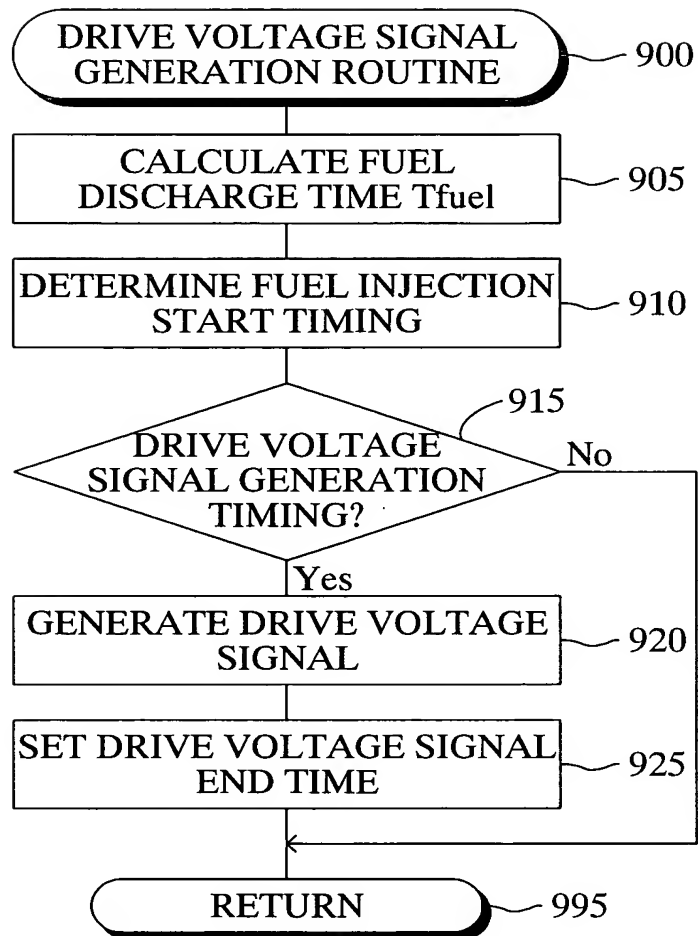 DRIVE VOLTAGE SIGNAL
GENERATION ROUTINE
900
CALCULATE FUEL
DISCHARGE TIME Tfuel
905
DETERMINE FUEL INJECTION
START TIMING
910
915
DRIVE VOLTAGE
SIGNAL GENERATION
TIMING?
No
Yes
GENERATE DRIVE VOLTAGE
SIGNAL
920
SET DRIVE VOLTAGE SIGNAL
END TIME
925
RETURN
995